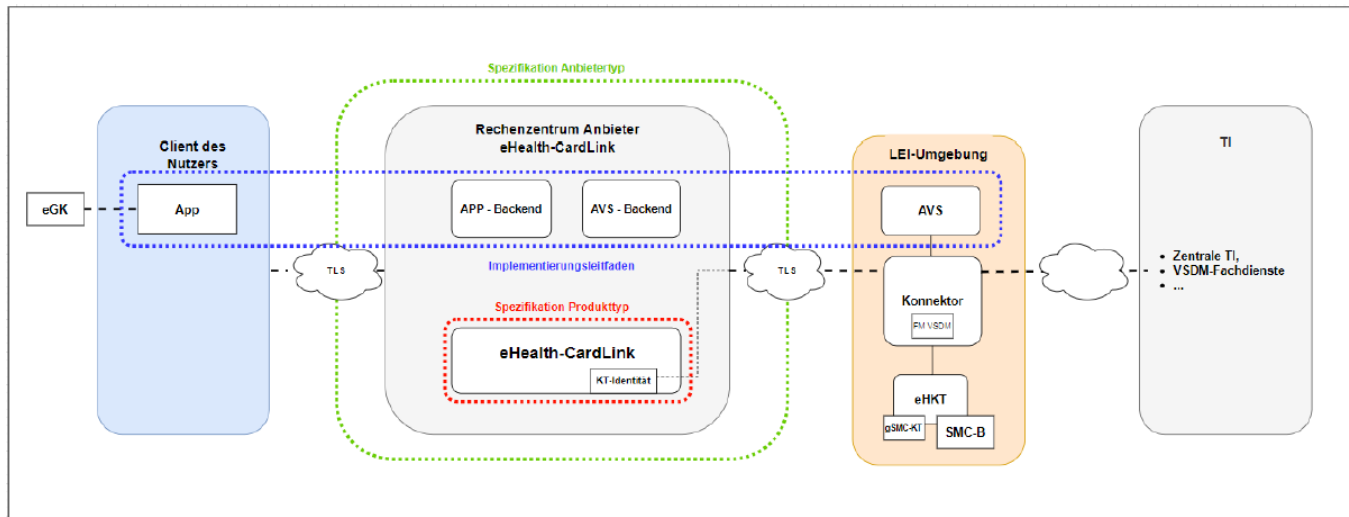 Spezifikation Anbietertyp
Client des
Nutzers
eGK
App
Rechenzentrum Anbieter
eHealth-CardLink
APP - Backend
AVS - Backend
TLS
Implementierungsleitfaden
TLS
Spezifikation Produkttyp
eHealth-CardLink
KT-Identität
LEI-Umgebung
AVS
Konnektor
FM VSDM
eHKT
gSMC-KT
SMC-B
TI
• Zentrale TI,
• VSDM-Fachdienste
• ...